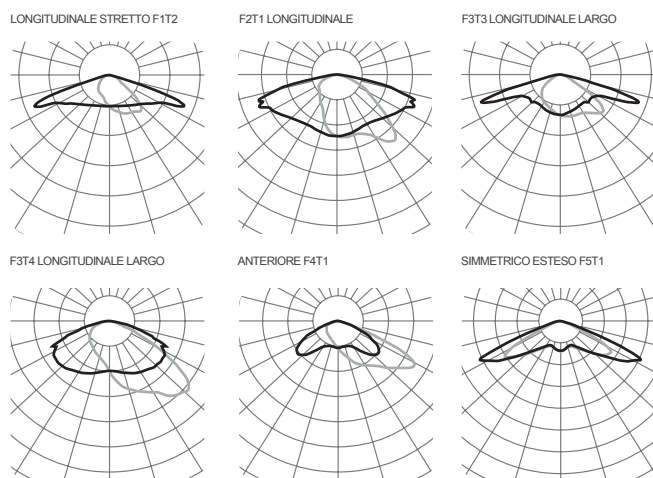 LONGITUDINALE STRETTO F1T2
F2T1 LONGITUDINALE
F3T3 LONGITUDINALE LARGO
F3T4 LONGITUDINALE LARGO
ANTERIORE F4T1
SIMMETRICO ESTESO F5T1